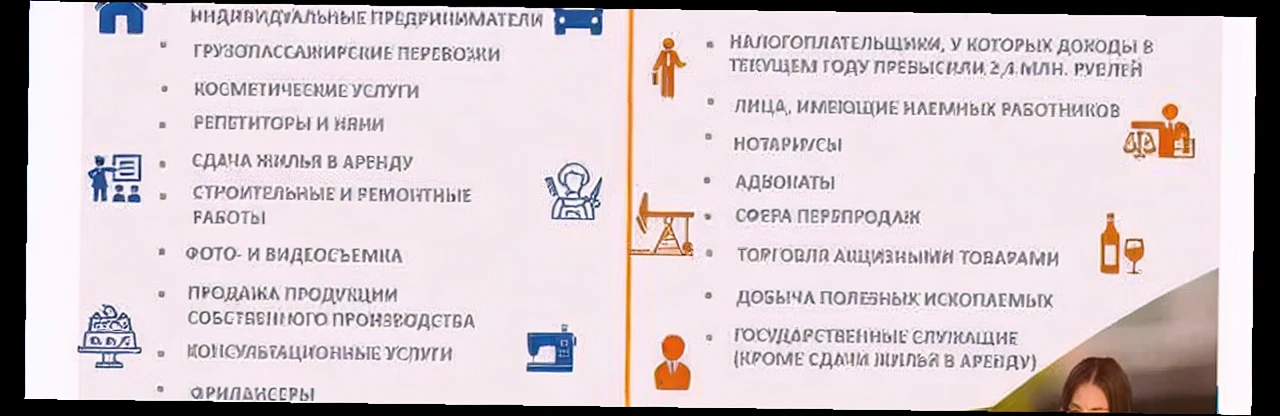 ИНДИВИДУАЛЬНЫЕ ПРЕДПРИНИМАТЕЛИ
ГРУЗОПАССАЖИРСКИЕ ПЕРЕВОЗКИ
КОСМЕТИЧЕСКИЕ УСЛУГИ
РЕПЕТИТОРЫ И НЯНИ
СДАЧА ЖИЛЬЯ В АРЕНДУ
СТРОИТЕЛЬНЫЕ И РЕМОНТНЫЕ
РАБОТЫ
ФОТО- И ВИДЕОСЪЕМКА
ПРОДАЖА ПРОДУКЦИИ
СОБСТВЕННОГО ПРОИЗВОДСТВА
КОНСУЛЬТАЦИОННЫЕ УСЛУГИ
ФРИЛАНСЕРЫ
НАЛОГОПЛАТЕЛЬЩИКИ, У КОТОРЫХ ДОХОДЫ В
ТЕКУЩЕМ ГОДУ ПРЕВЫСИЛИ 2,4 МЛН. РУБЛЕЙ
ЛИЦА, ИМЕЮЩИЕ НАЕМНЫХ РАБОТНИКОВ
НОТАРИУСЫ
АДВОКАТЫ
СФЕРА ПЕРЕПРОДАЖ
ТОРГОВЛЯ АКЦИЗНЫМИ ТОВАРАМИ
ДОБЫЧА ПОЛЕЗНЫХ ИСКОПАЕМЫХ
ГОСУДАРСТВЕННЫЕ СЛУЖАЩИЕ
(КРОМЕ СДАЧИ ЖИЛЬЯ В АРЕНДУ)